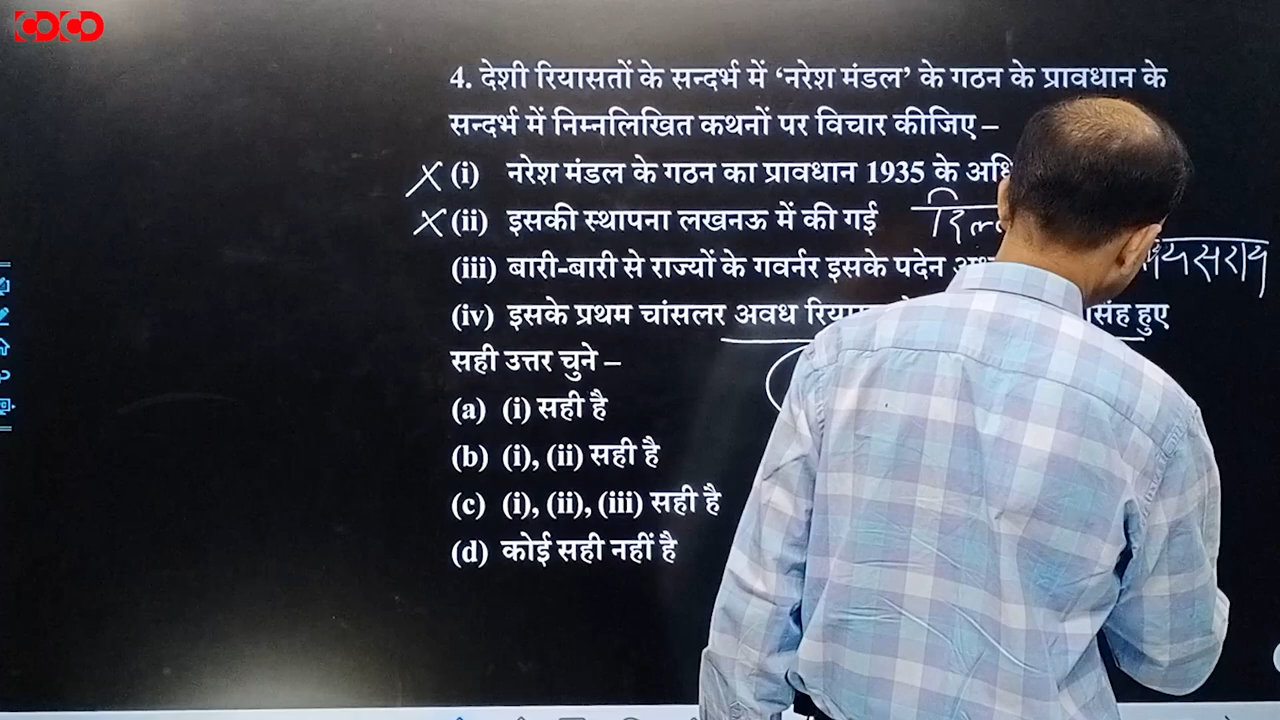 COCO
4. देशी रियासतों के सन्दर्भ में ‘नरेश मंडल’ के गठन के प्रावधान के
सन्दर्भ में निम्नलिखित कथनों पर विचार कीजिए –
(i) नरेश मंडल के गठन का प्रावधान 1935 के
(ii) इसकी स्थापना लखनऊ में की गई
(iii) बारी-बारी से राज्यों के गवर्नर इसके पदेन
(iv) इसके प्रथम चांसलर अवध हुए
सही उत्तर चुने –
(a) (i) सही है
(b) (i), (ii) सही है
(c) (i), (ii), (iii) सही है
(d) कोई सही नहीं है